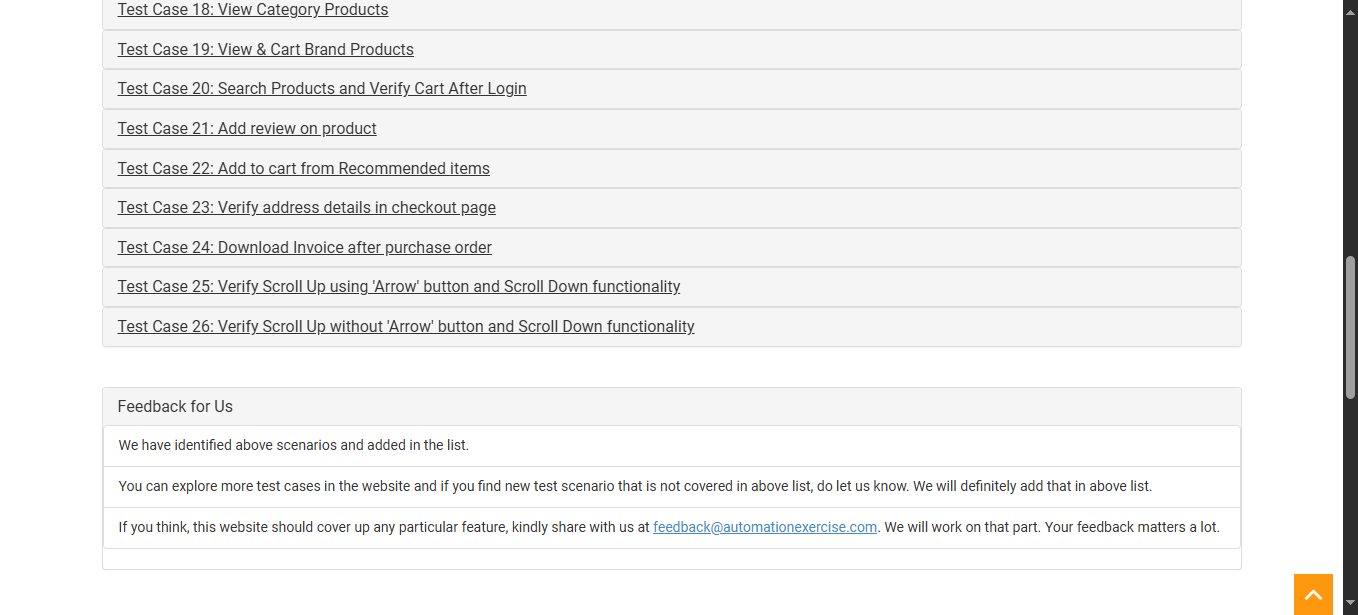 Test Case 18: View Category Products
Test Case 19: View & Cart Brand Products
Test Case 20: Search Products and Verify Cart After Login
Test Case 21: Add review on product
Test Case 22: Add to cart from Recommended items
Test Case 23: Verify address details in checkout page
Test Case 24: Download Invoice after purchase order
Test Case 25: Verify Scroll Up using 'Arrow' button and Scroll Down functionality
Test Case 26: Verify Scroll Up without 'Arrow' button and Scroll Down functionality
Feedback for Us
We have identified above scenarios and added in the list.
You can explore more test cases in the website and if you find new test scenario that is not covered in above list, do let us know. We will definitely add that in above list.
If you think, this website should cover up any particular feature, kindly share with us at feedback@automationexercise.com. We will work on that part. Your feedback matters a lot.